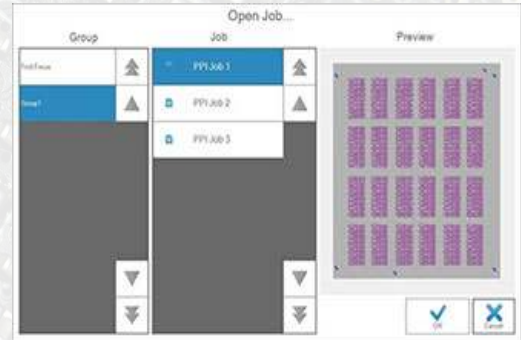 Open Job...
Group
Job
Preview
PPI Job 1
PPI Job 2
PPI Job 3
OK
Cancel